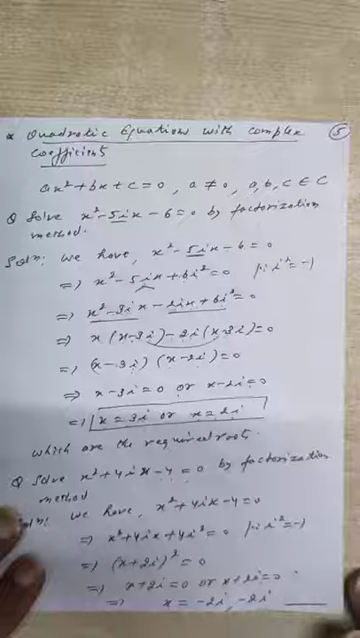 * Quadratic Equation with complex (5)
Coefficients
ax² + bx + c = 0 , a ≠ 0 , a, b, c ∈ C
Q Solve x² - 5ix - 6 = 0 by factorization
method.
Soln: we have, x² - 5ix - 6 = 0
=> x² - 5ix + 6i² = 0 |∵ i² = -1
=> x² - 3ix - 2ix + 6i² = 0
=> x(x - 3i) - 2i(x - 3i) = 0
=> (x - 3i)(x - 2i) = 0
=> x - 3i = 0 or x - 2i = 0
=> x = 3i or x = 2i
which are the required roots.
Q Solve x² + 4ix - 4 = 0 by factorization
method
Soln: we have, x² + 4ix - 4 = 0
=> x² + 4ix + 4i² = 0 |∵ i² = -1
=> (x + 2i)² = 0
=> x + 2i = 0 or x + 2i = 0
=> x = -2i, -2i